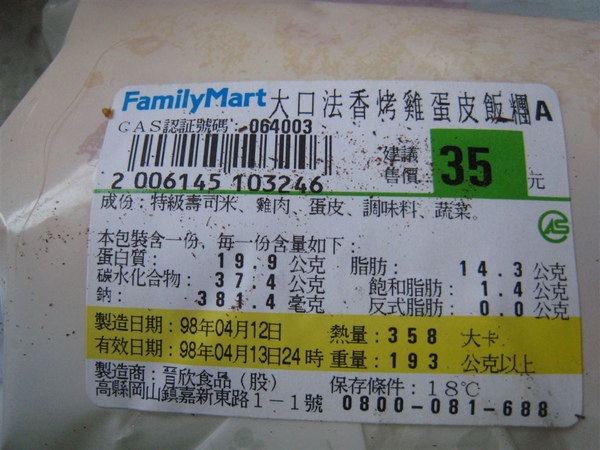 FamilyMart 大口法香烤雞蛋皮飯糰A
CAS認証號碼: 064003
建議售價 35 元
2 006145 103246
成份: 特級壽司米、雞肉、蛋皮、調味料、蔬菜。
本包裝含一份, 每一份含量如下:
蛋白質: 19.9 公克 脂肪: 14.3 公克
碳水化合物: 37.4 公克 飽和脂肪: 1.4 公克
鈉: 381.4 毫克 反式脂肪: 0.0 公克
製造日期: 98年04月12日 熱量: 358 大卡
有效日期: 98年04月13日24時 重量: 193 公克以上
製造商: 晉欣食品(股) 保存條件: 18℃
高縣岡山鎮嘉新東路1-1號 0800-081-688